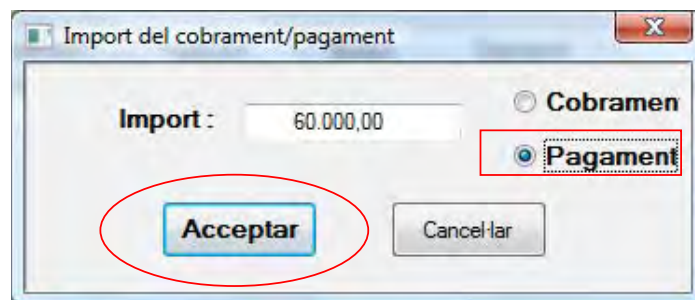 Import del cobrament/pagament
Import :
60.000,00
Cobramen
Pagament
Acceptar
Cancel·lar